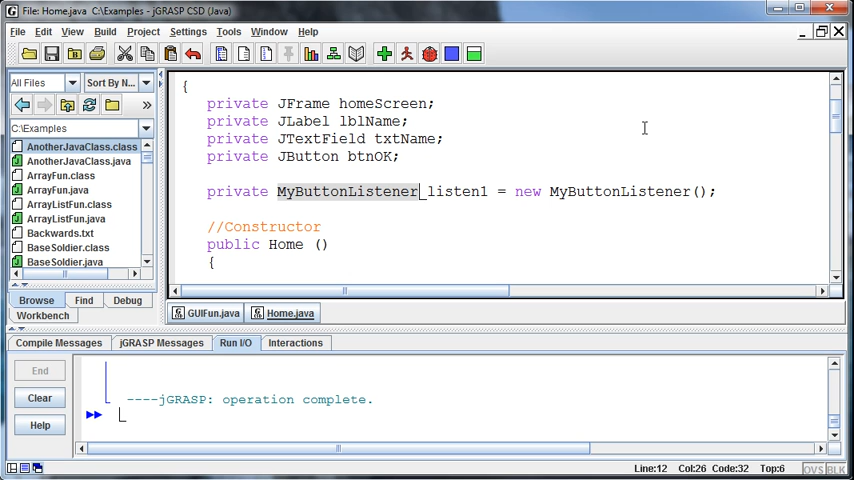 File: Home.java C:\Examples - jGRASP CSD (Java)
File Edit View Build Project Settings Tools Window Help
All Files Sort By N...
C:\Examples
AnotherJavaClass.class
AnotherJavaClass.java
ArrayFun.class
ArrayFun.java
ArrayListFun.class
ArrayListFun.java
Backwards.txt
BaseSoldier.class
BaseSoldier.java
Browse Find Debug
Workbench
{
private JFrame homeScreen;
private JLabel lblName;
private JTextField txtName;
private JButton btnOK;
private MyButtonListener listen1 = new MyButtonListener();
//Constructor
public Home ()
{
GUIFun.java Home.java
Compile Messages jGRASP Messages Run I/O Interactions
End
Clear
Help
----jGRASP: operation complete.
Line:12 Col:26 Code:32 Top:6 OVS BLK